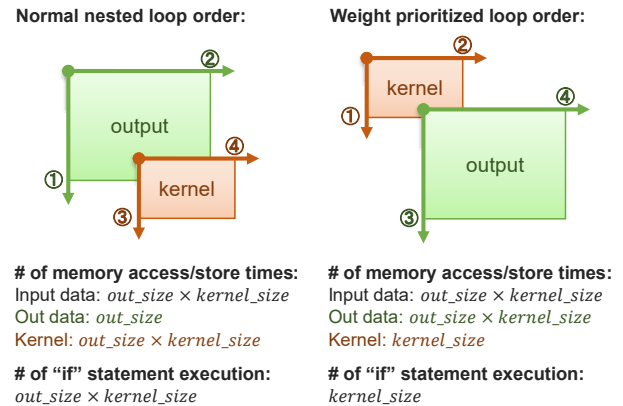 Normal nested loop order:
②
output
①
④
kernel
③
# of memory access/store times:
Input data: out_size × kernel_size
Out data: out_size
Kernel: out_size × kernel_size
# of “if” statement execution:
out_size × kernel_size
Weight prioritized loop order:
②
kernel
①
④
output
③
# of memory access/store times:
Input data: out_size × kernel_size
Out data: out_size × kernel_size
Kernel: kernel_size
# of “if” statement execution:
kernel_size